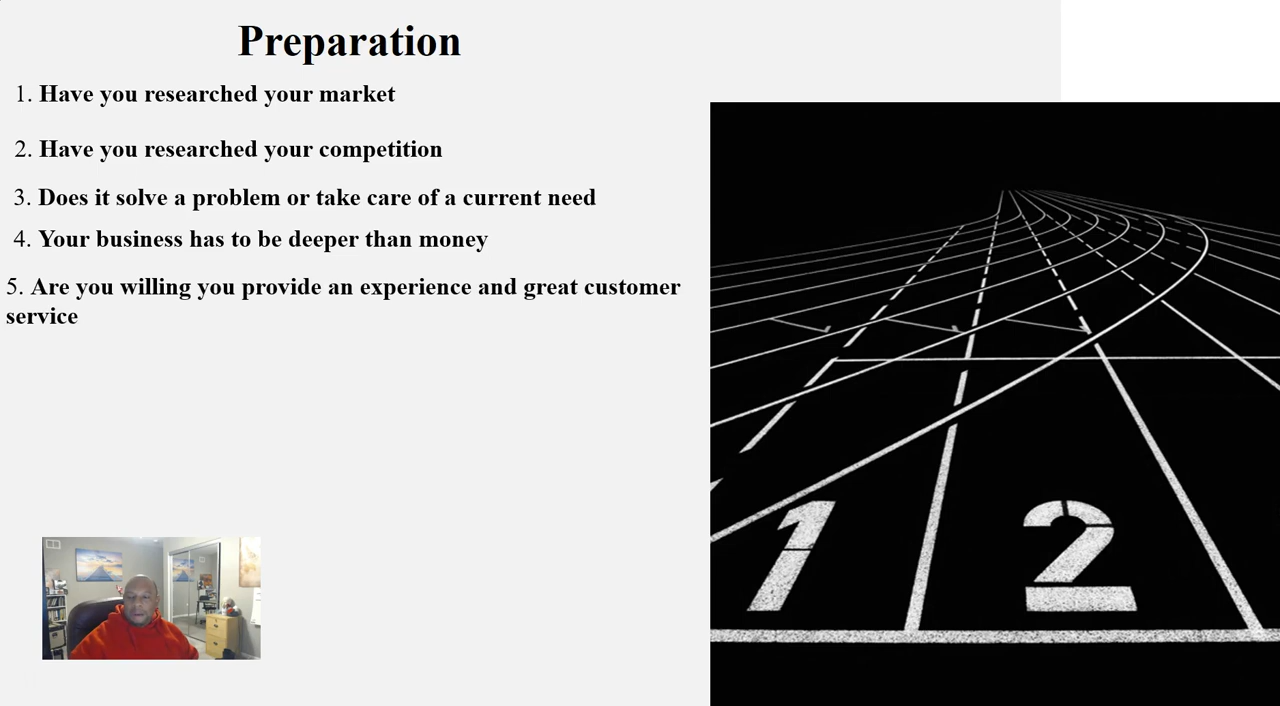 Preparation
1. Have you researched your market
2. Have you researched your competition
3. Does it solve a problem or take care of a current need
4. Your business has to be deeper than money
5. Are you willing you provide an experience and great customer
service
1 2